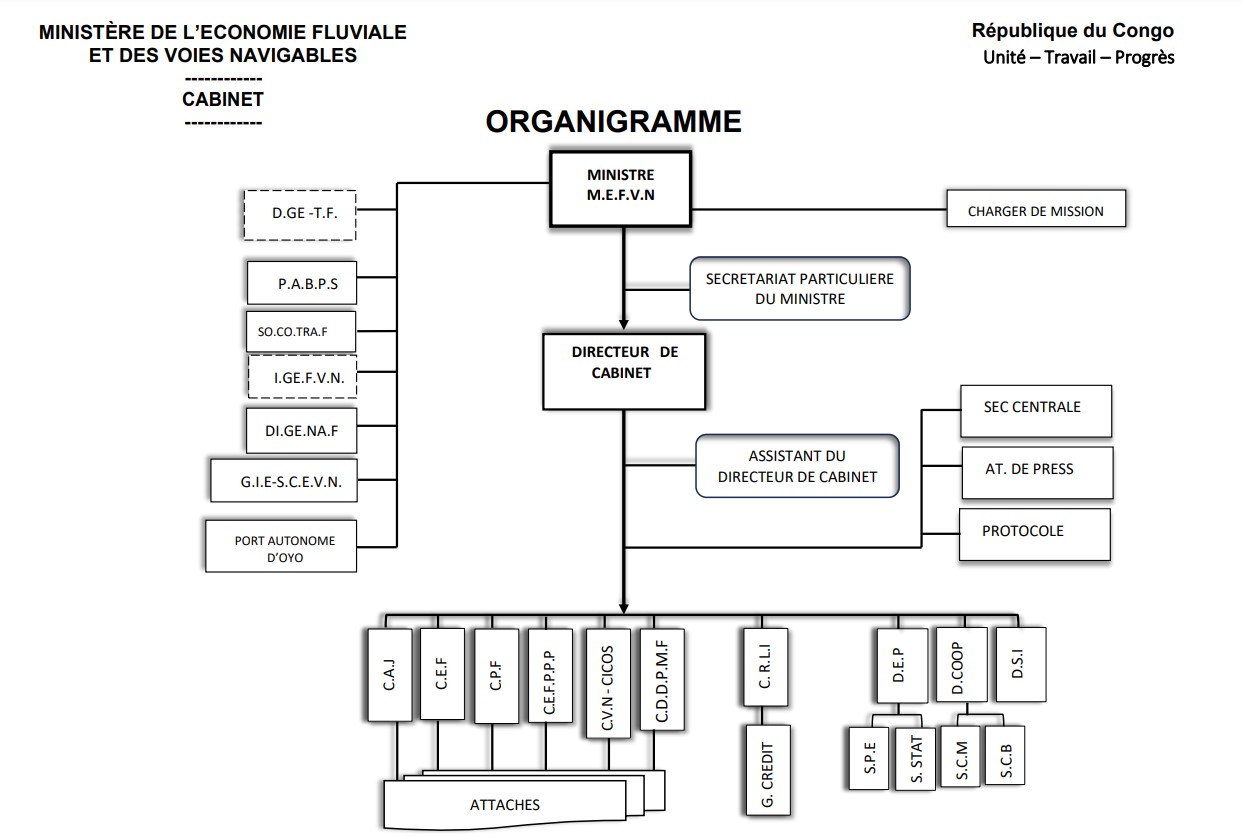 MINISTÈRE DE L’ECONOMIE FLUVIALE
ET DES VOIES NAVIGABLES
------------
CABINET
------------
République du Congo
Unité – Travail – Progrès
ORGANIGRAMME
MINISTRE
M.E.F.V.N
D.GE -T.F.
CHARGER DE MISSION
P.A.B.P.S
SECRETARIAT PARTICULIERE
DU MINISTRE
SO.CO.TRA.F
I.GE.F.V.N.
DIRECTEUR DE
CABINET
DI.GE.NA.F
SEC CENTRALE
G.I.E-S.C.E.V.N.
ASSISTANT DU
DIRECTEUR DE CABINET
AT. DE PRESS
PORT AUTONOME
D’OYO
PROTOCOLE
C.A.J
C.E.F
C.P.F
C.E.F.P.P.P
C.V.N - CICOS
C.D.D.P.M.F
C. R.L.I
D.E.P
D.COOP
D.S.I
G. CREDIT
S.P.E
S. STAT
S.C.M
S.C.B
ATTACHES